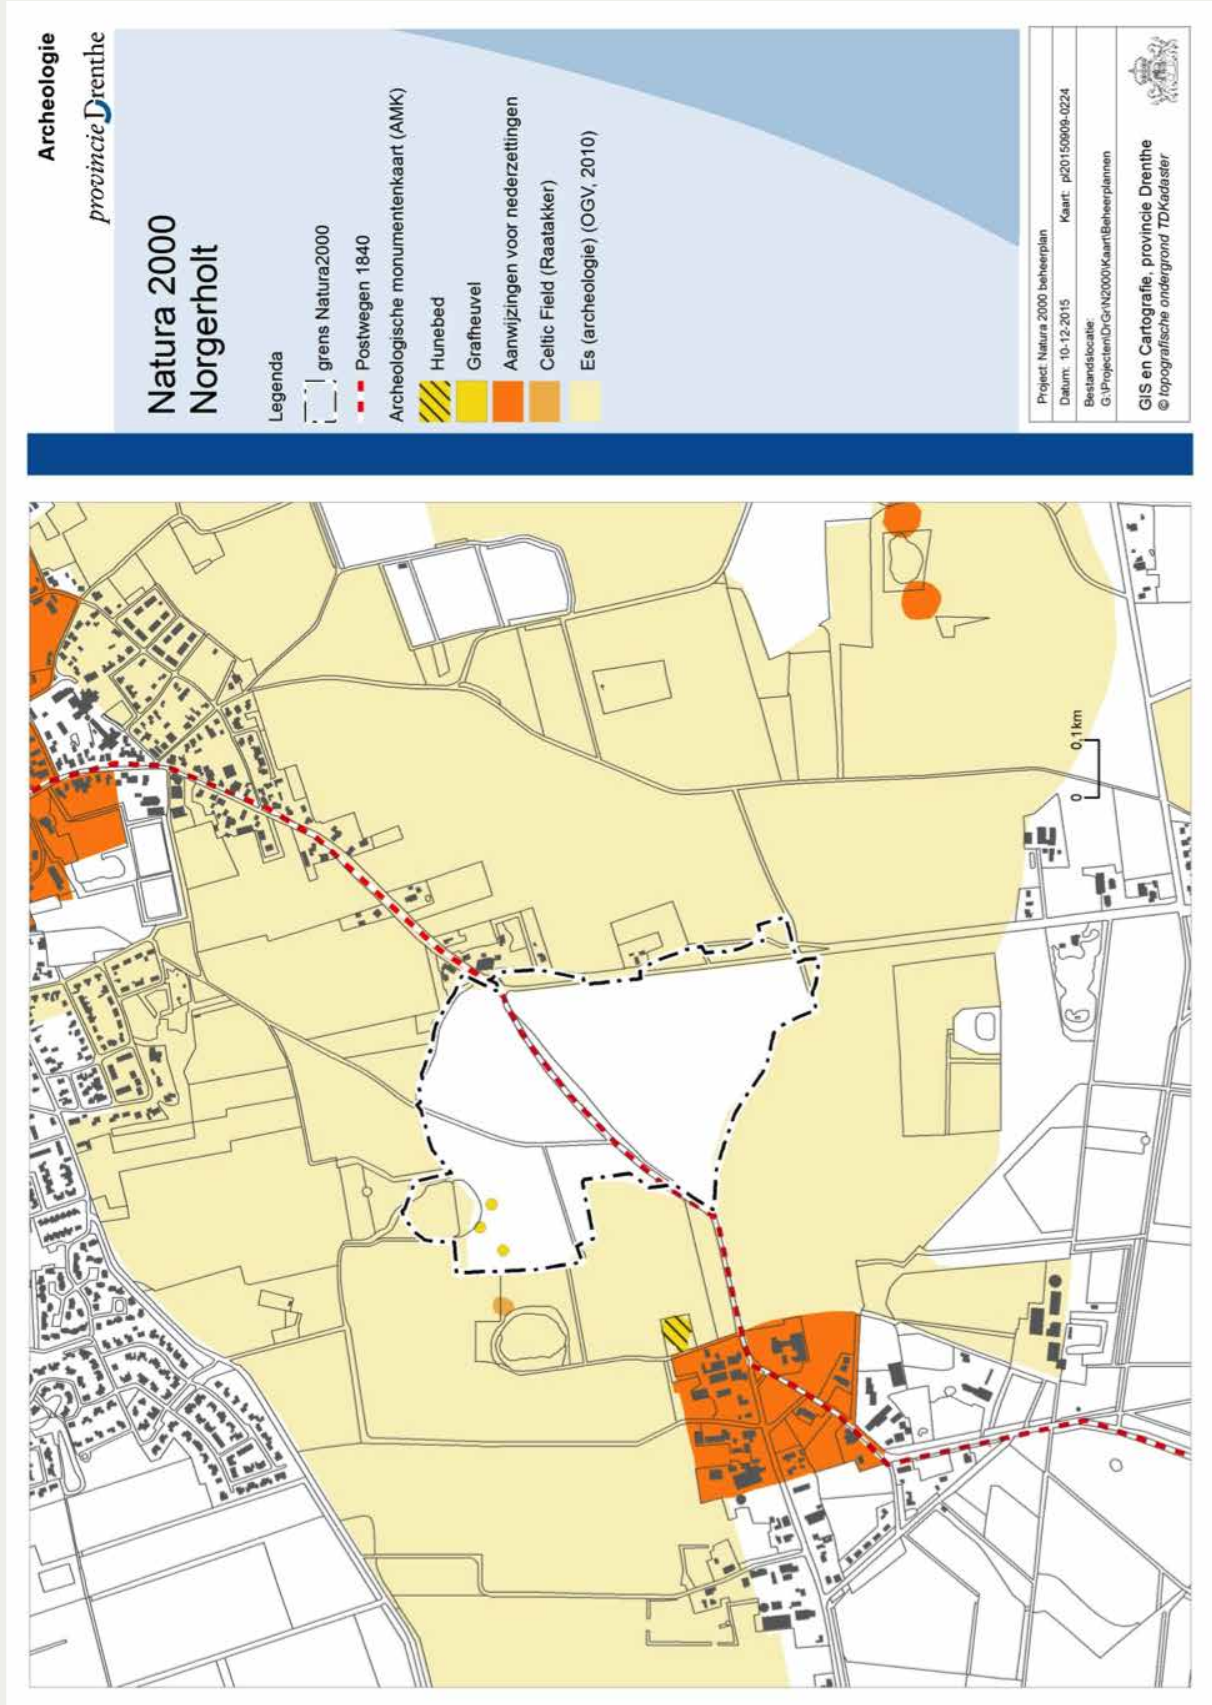 Archeologie
provincie Drenthe
Natura 2000
Norgerholt
Legenda
grens Natura2000
Postwegen 1840
Archeologische monumentenkaart (AMK)
Hunebed
Grafheuvel
Aanwijzingen voor nederzettingen
Celtic Field (Raatakker)
Es (archeologie) (OGV, 2010)
Project: Natura 2000 beheerplan
Datum: 10-12-2015 Kaart: pl20150909-0224
Bestandslocatie:
G:\Projecten\DrGr\N2000\Kaart\Beheerplannen
GIS en Cartografie, provincie Drenthe
© topografische ondergrond TDKadaster
0 0,1km